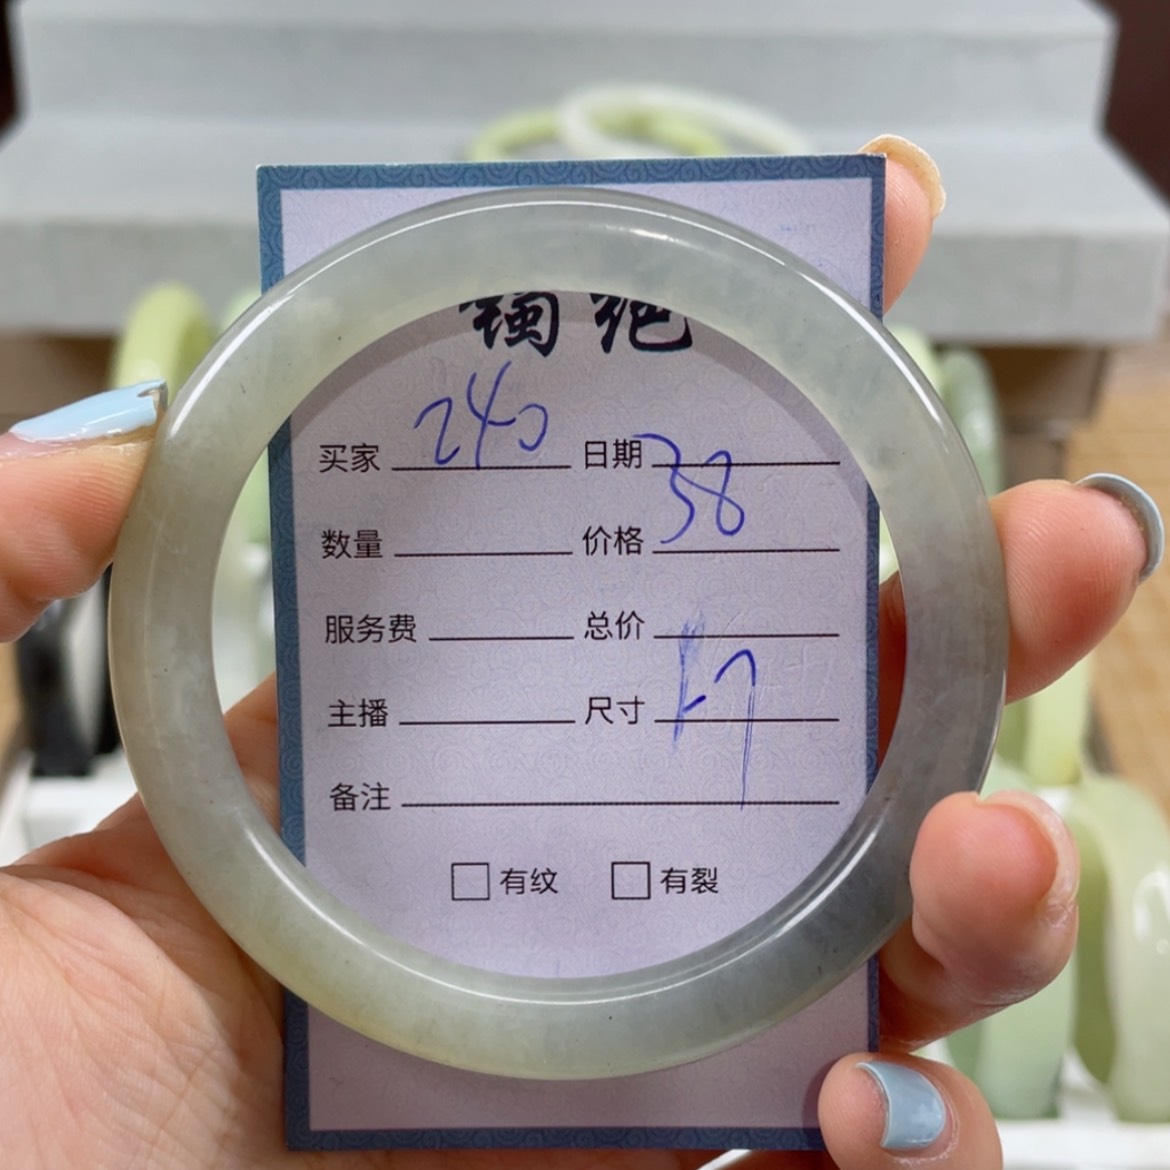 镯绝
买家 240 日期
数量 价格 38
服务费 总价
主播 尺寸
备注
有纹 有裂